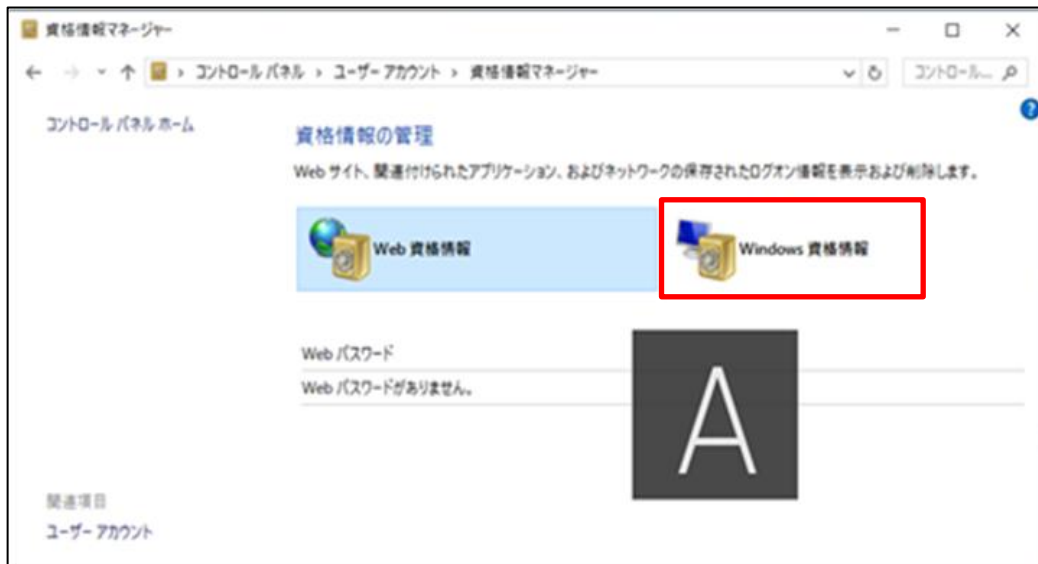 資格情報マネージャー
コントロール パネル › ユーザー アカウント › 資格情報マネージャー
コントロール...
コントロール パネル ホーム
資格情報の管理
Web サイト、関連付けられたアプリケーション、およびネットワークの保存されたログオン情報を表示および削除します。
Web 資格情報
Windows 資格情報
Web パスワード
Web パスワードがありません。
A
関連項目
ユーザー アカウント